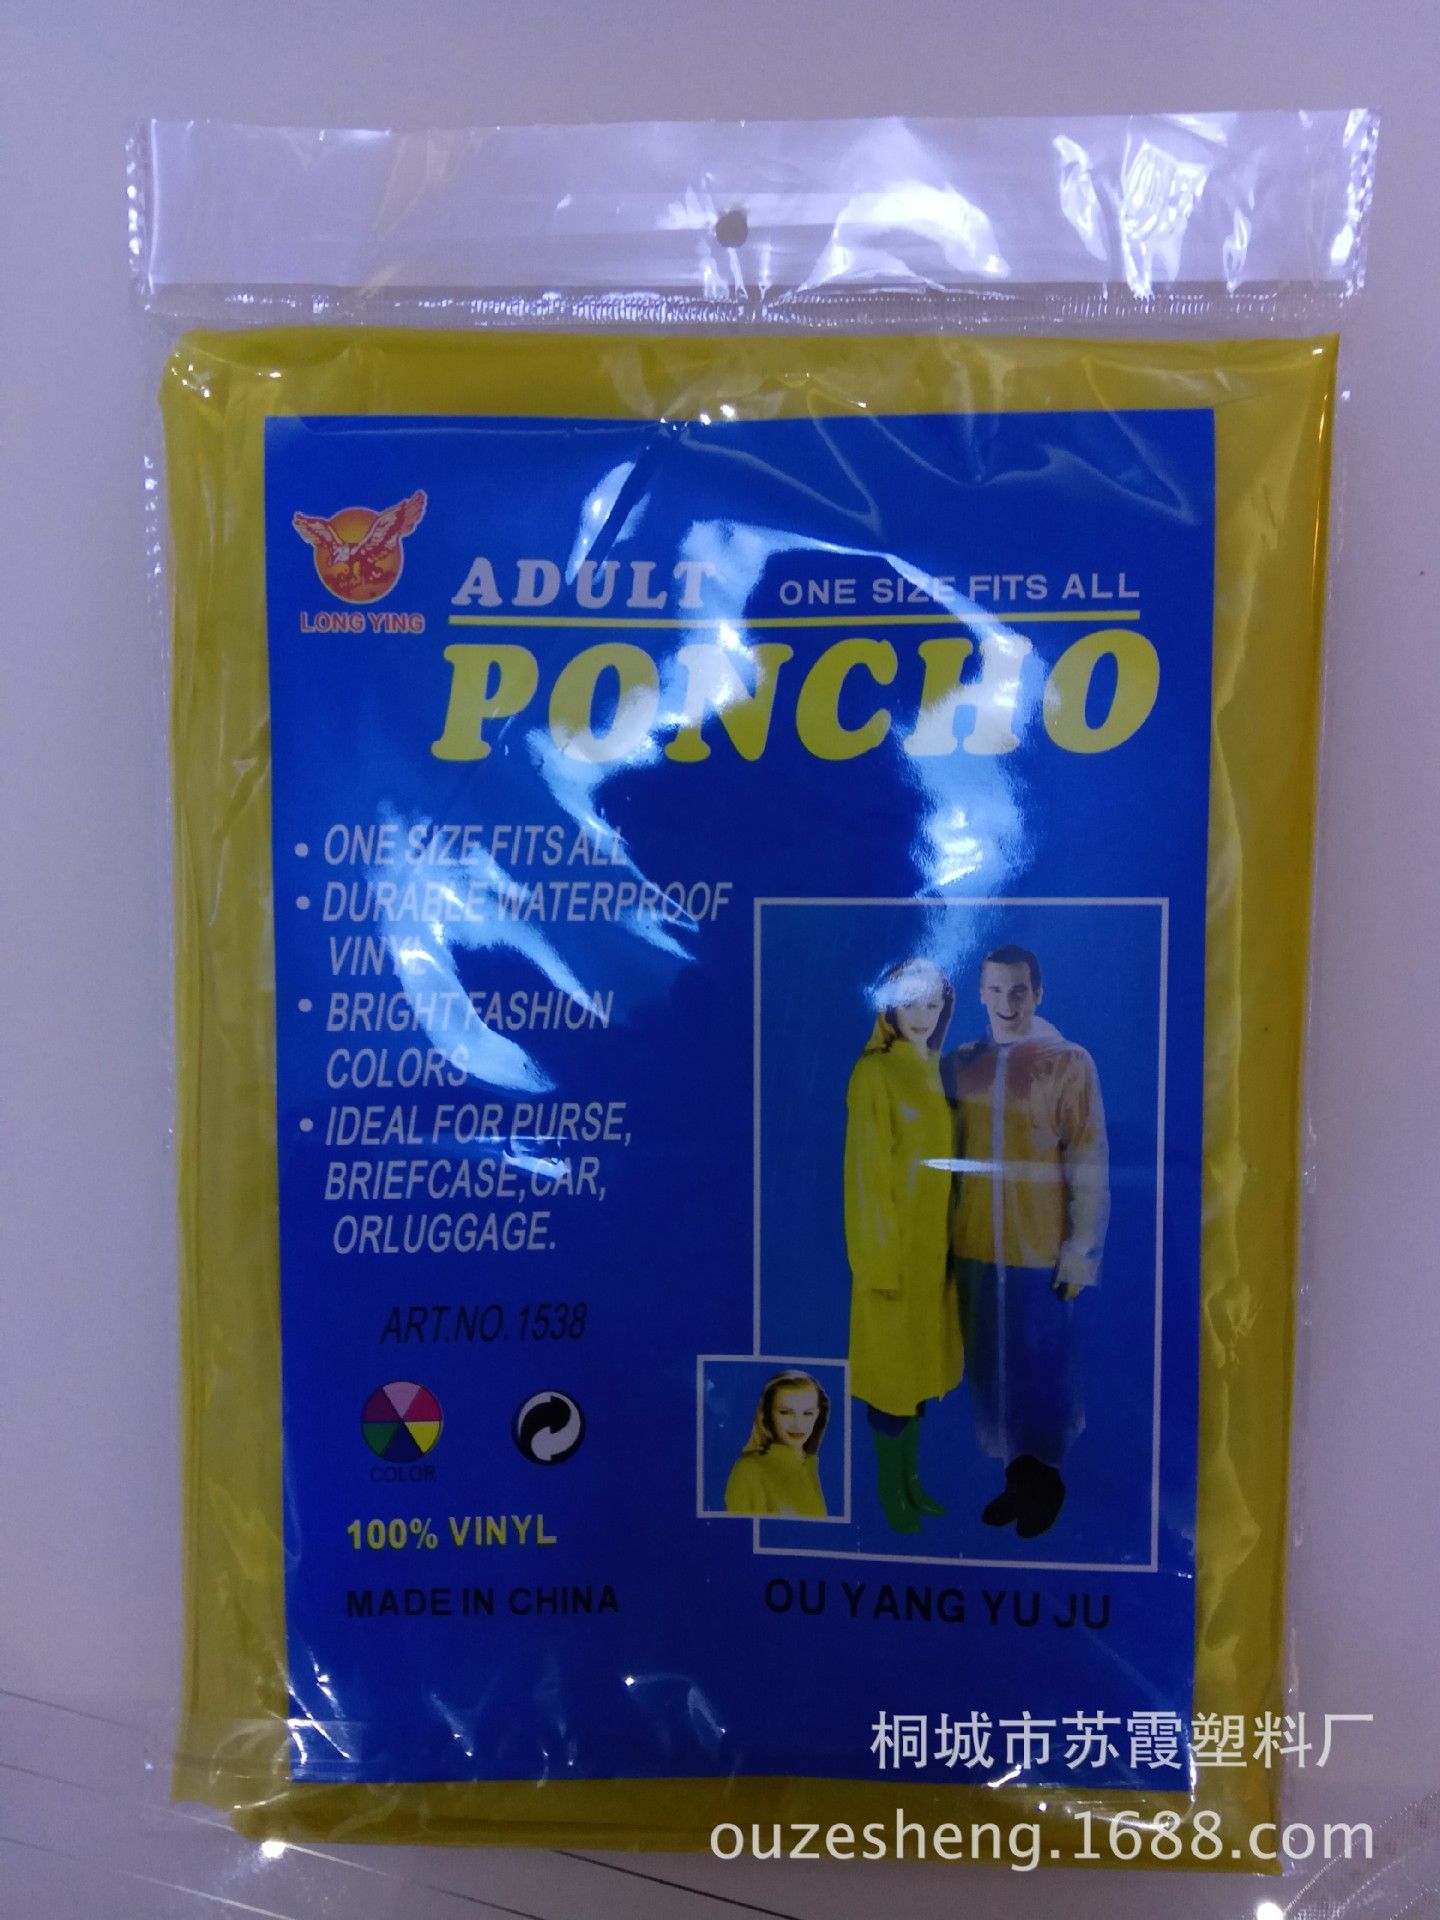 LONG YING
ADULT ONE SIZE FITS ALL
PONCHO
• ONE SIZE FITS ALL
• DURABLE WATERPROOF
VINYL
• BRIGHT FASHION
COLORS
• IDEAL FOR PURSE,
BRIEFCASE, CAR,
ORLUGGAGE.
ART.NO.1538
COLOR
100% VINYL
MADE IN CHINA
OU YANG YU JU
桐城市苏霞塑料厂
ouzesheng.1688.com